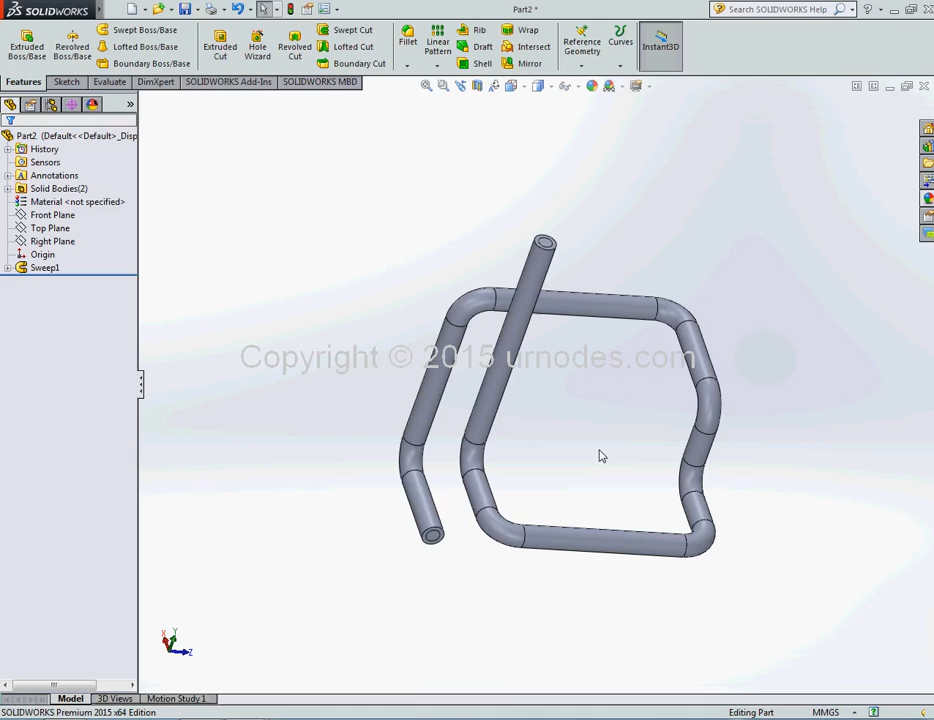 SOLIDWORKS
Part2 *
Search SOLIDWORKS Help
Extruded Boss/Base
Revolved Boss/Base
Swept Boss/Base
Lofted Boss/Base
Boundary Boss/Base
Extruded Cut
Hole Wizard
Revolved Cut
Swept Cut
Lofted Cut
Boundary Cut
Fillet
Linear Pattern
Rib
Draft
Shell
Wrap
Intersect
Mirror
Reference Geometry
Curves
Instant3D
Features
Sketch
Evaluate
DimXpert
SOLIDWORKS Add-Ins
SOLIDWORKS MBD
Part2 (Default<<Default>_Disp
History
Sensors
Annotations
Solid Bodies(2)
Material <not specified>
Front Plane
Top Plane
Right Plane
Origin
Sweep1
Copyright © 2015 urnodes.com
X
Y
Z
Model
3D Views
Motion Study 1
SOLIDWORKS Premium 2015 x64 Edition
Editing Part
MMGS